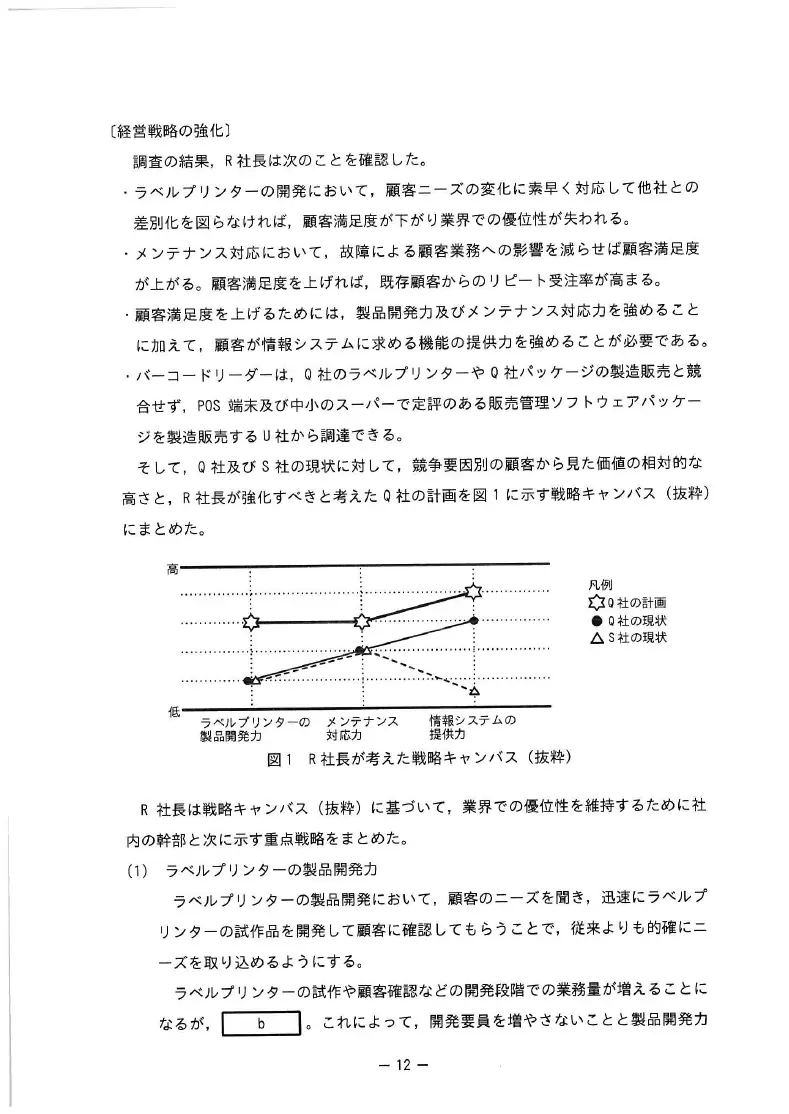 〔経営戦略の強化〕
調査の結果，R社長は次のことを確認した。
・ラベルプリンターの開発において，顧客ニーズの変化に素早く対応して他社との
差別化を図らなければ，顧客満足度が下がり業界での優位性が失われる。
・メンテナンス対応において，故障による顧客業務への影響を減らせば顧客満足度
が上がる。顧客満足度を上げれば，既存顧客からのリピート受注率が高まる。
・顧客満足度を上げるためには，製品開発力及びメンテナンス対応力を強めること
に加えて，顧客が情報システムに求める機能の提供力を強めることが必要である。
・バーコードリーダーは，Q社のラベルプリンターやQ社パッケージの製造販売と競
合せず，POS 端末及び中小のスーパーで定評のある販売管理ソフトウェアパッケー
ジを製造販売するU社から調達できる。
そして，Q社及びS社の現状に対して，競争要因別の顧客から見た価値の相対的な
高さと，R社長が強化すべきと考えたQ社の計画を図1に示す戦略キャンバス（抜粋）
にまとめた。
高
凡例
Q社の計画
Q社の現状
S社の現状
低
ラベルプリンターの
製品開発力
メンテナンス
対応力
情報システムの
提供力
図1 R社長が考えた戦略キャンバス（抜粋）
R 社長は戦略キャンバス（抜粋）に基づいて，業界での優位性を維持するために社
内の幹部と次に示す重点戦略をまとめた。
(1) ラベルプリンターの製品開発力
ラベルプリンターの製品開発において，顧客のニーズを聞き，迅速にラベルプ
リンターの試作品を開発して顧客に確認してもらうことで，従来よりも的確にニ
ーズを取り込めるようにする。
ラベルプリンターの試作や顧客確認などの開発段階での業務量が増えることに
なるが， b 。これによって，開発要員を増やさないことと製品開発力
－ 12 －